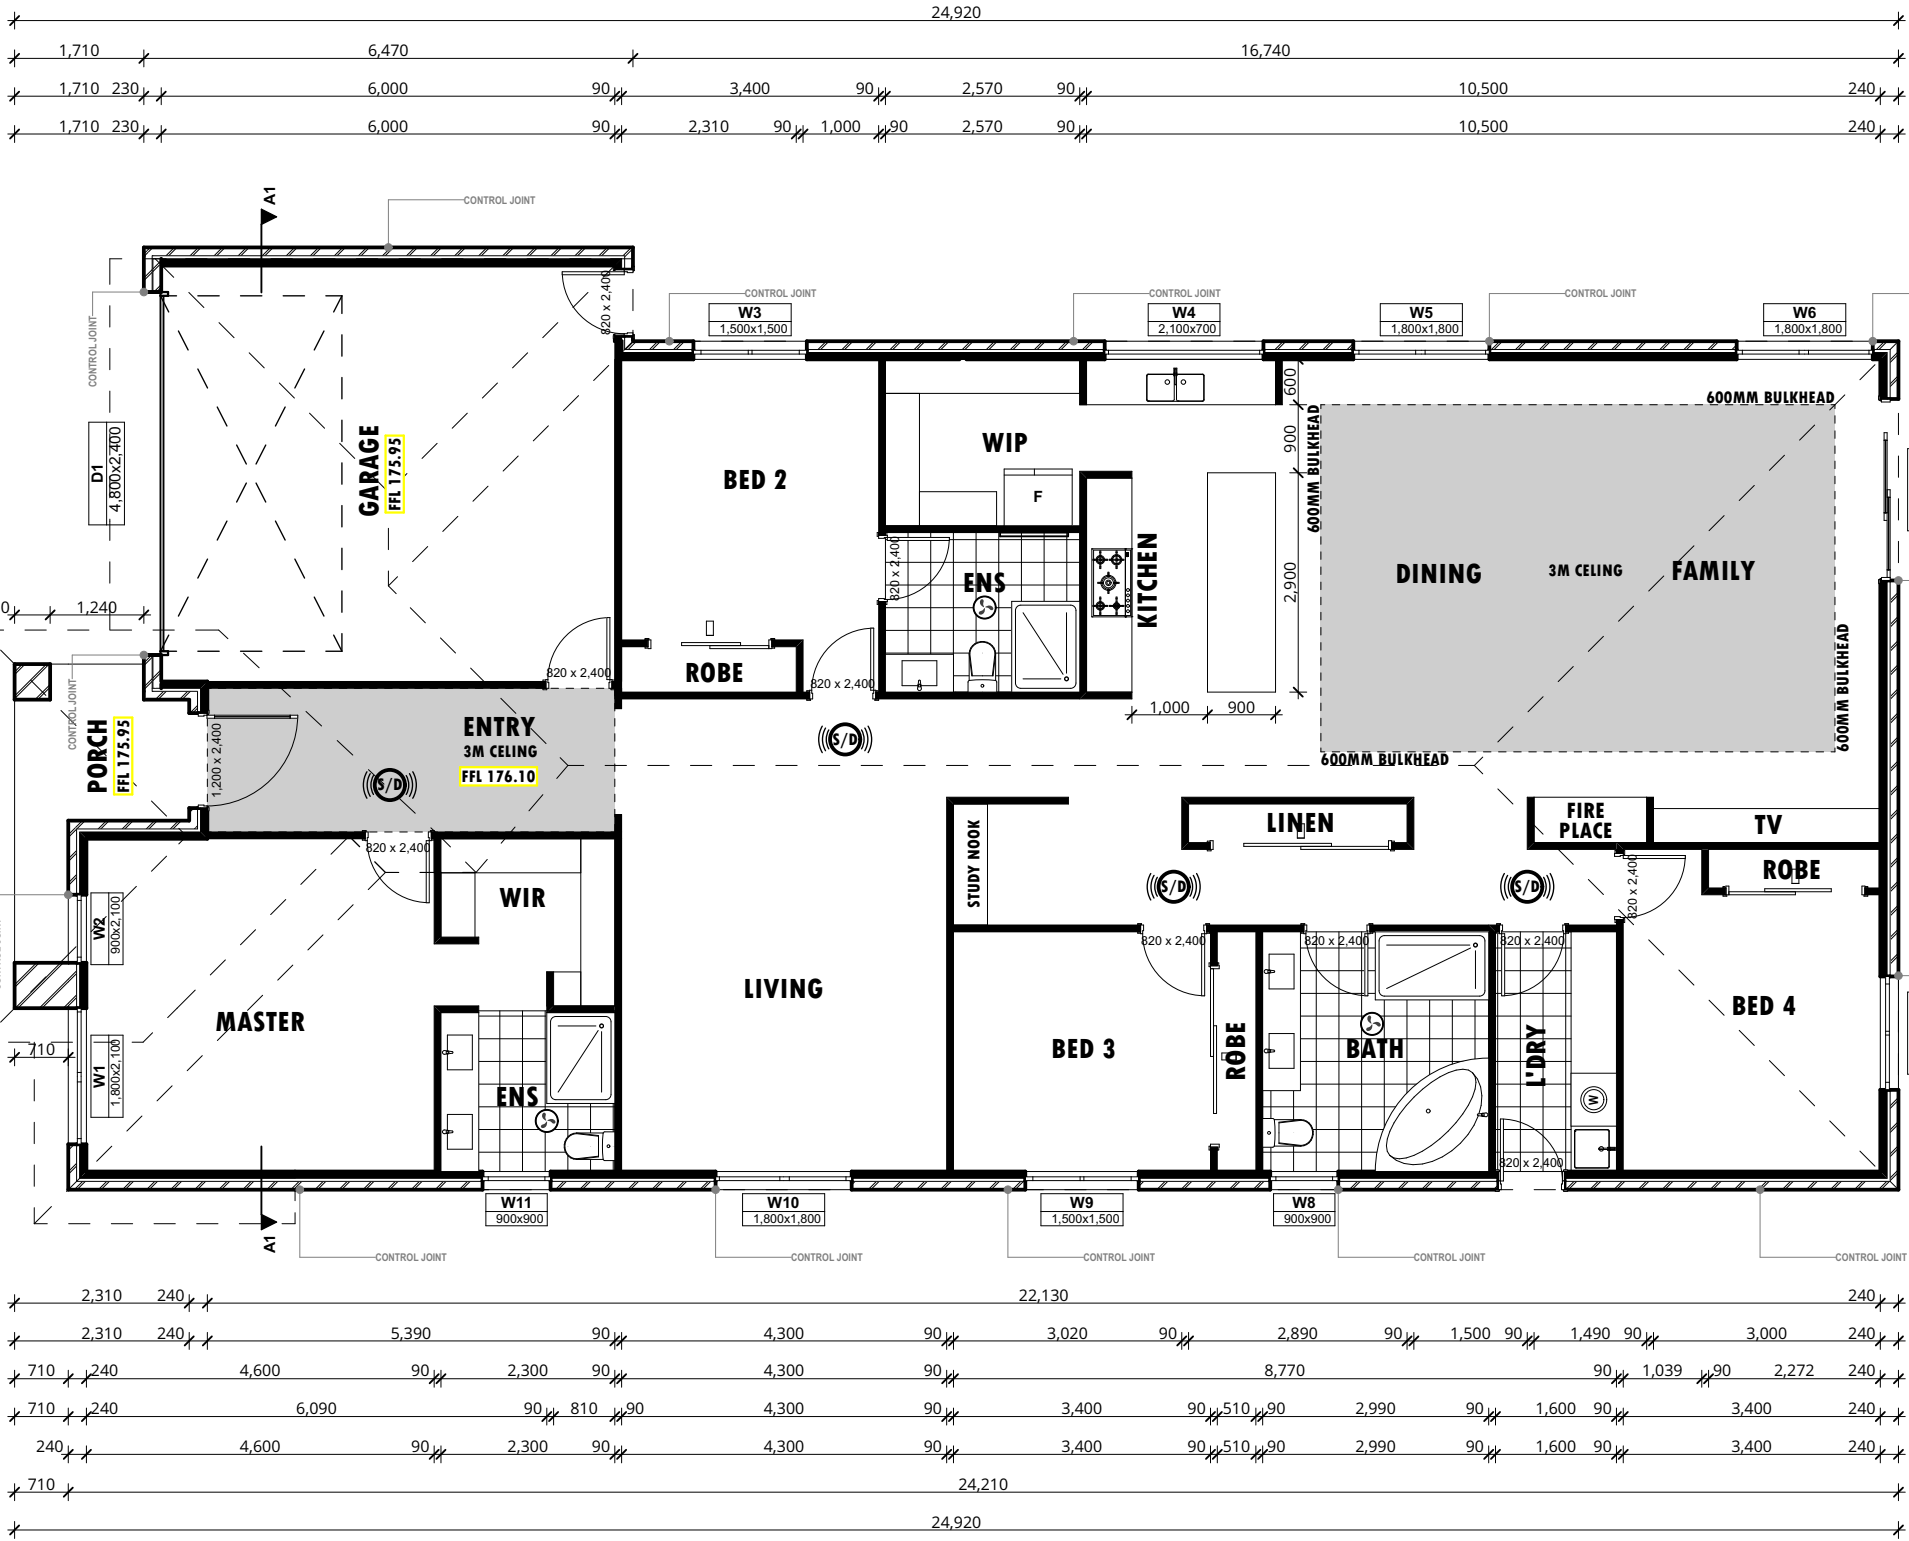 24,920
1,710 6,470 16,740
1,710 230 6,000 90 3,400 90 2,570 90 10,500 240
1,710 230 6,000 90 2,310 90 1,000 90 2,570 90 10,500 240
A1
CONTROL JOINT
CONTROL JOINT
CONTROL JOINT
CONTROL JOINT
CONTROL JOINT
W3
1,500x1,500
W4
2,100x700
W5
1,800x1,800
W6
1,800x1,800
D1
4,800x2,400
GARAGE
FFL 175.95
820 x 2,400
BED 2
WIP
F
600
900
2,900
600MM BULKHEAD
600MM BULKHEAD
KITCHEN
DINING
3M CELING
FAMILY
ENS
820 x 2,400
0 1,240
ROBE
820 x 2,400
820 x 2,400
1,000 900
600MM BULKHEAD
600MM BULKHEAD
CONTROL JOINT
PORCH
FFL 175.95
1,200 x 2,400
ENTRY
3M CELING
FFL 176.10
S/D
S/D
STUDY NOOK
LINEN
FIRE
PLACE
TV
ROBE
820 x 2,400
820 x 2,400
WIR
S/D
S/D
W2
900x2,100
MASTER
LIVING
820 x 2,400
820 x 2,400
820 x 2,400
BED 3
ROBE
BATH
L'DRY
W
BED 4
710
W1
1,800x2,100
ENS
820 x 2,400
W11
900x900
W10
1,800x1,800
W9
1,500x1,500
W8
900x900
A1
CONTROL JOINT
CONTROL JOINT
CONTROL JOINT
CONTROL JOINT
CONTROL JOINT
2,310 240 22,130 240
2,310 240 5,390 90 4,300 90 3,020 90 2,890 90 1,500 90 1,490 90 3,000 240
710 240 4,600 90 2,300 90 4,300 90 8,770 90 1,039 90 2,272 240
710 240 6,090 90 810 90 4,300 90 3,400 90 510 90 2,990 90 1,600 90 3,400 240
240 4,600 90 2,300 90 4,300 90 3,400 90 510 90 2,990 90 1,600 90 3,400 240
710 24,210
24,920